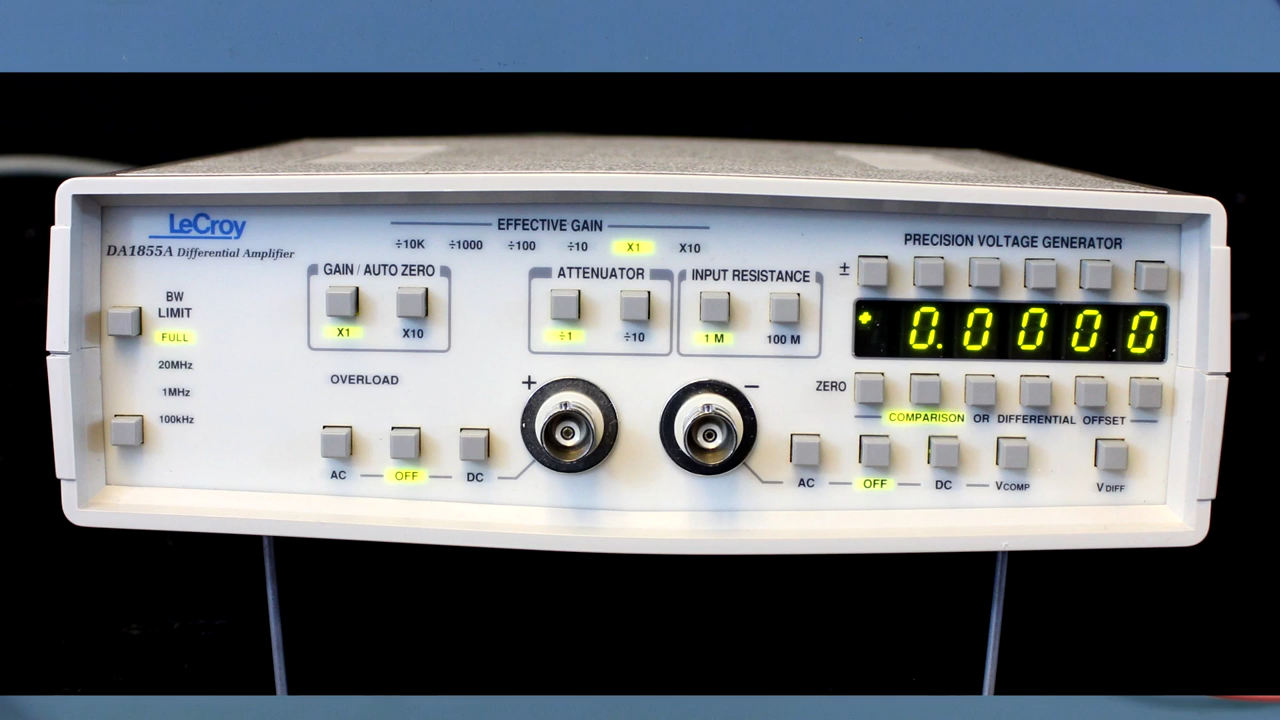 LeCroy
DA1855A Differential Amplifier
EFFECTIVE GAIN
÷10K ÷1000 ÷100 ÷10 X1 X10
GAIN / AUTO ZERO
X1 X10
ATTENUATOR
÷1 ÷10
INPUT RESISTANCE
1 M 100 M
PRECISION VOLTAGE GENERATOR
±
+ 0.0000
ZERO
COMPARISON OR DIFFERENTIAL OFFSET
BW
LIMIT
FULL
20MHz
1MHz
100kHz
OVERLOAD
+ −
AC OFF DC
AC OFF DC VCOMP VDIFF